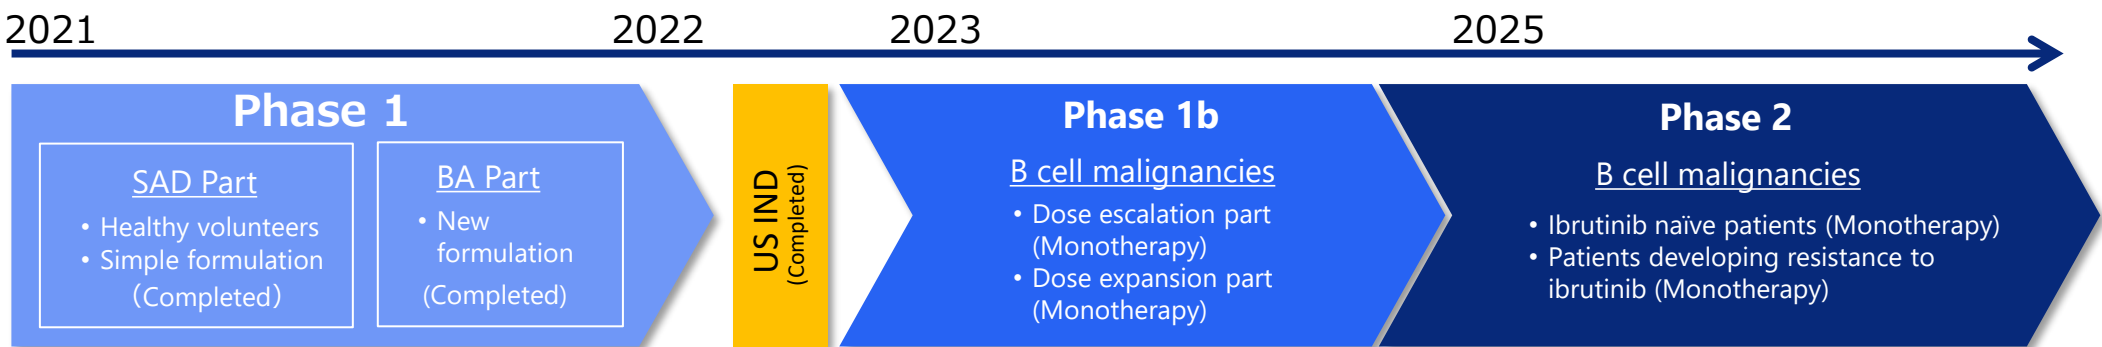 2021
2022
2023
2025
Phase 1
SAD Part
• Healthy volunteers
• Simple formulation
（Completed）
BA Part
• New
formulation
(Completed)
US IND
(Completed)
Phase 1b
B cell malignancies
• Dose escalation part
(Monotherapy)
• Dose expansion part
(Monotherapy)
Phase 2
B cell malignancies
• Ibrutinib naïve patients (Monotherapy)
• Patients developing resistance to
ibrutinib (Monotherapy)